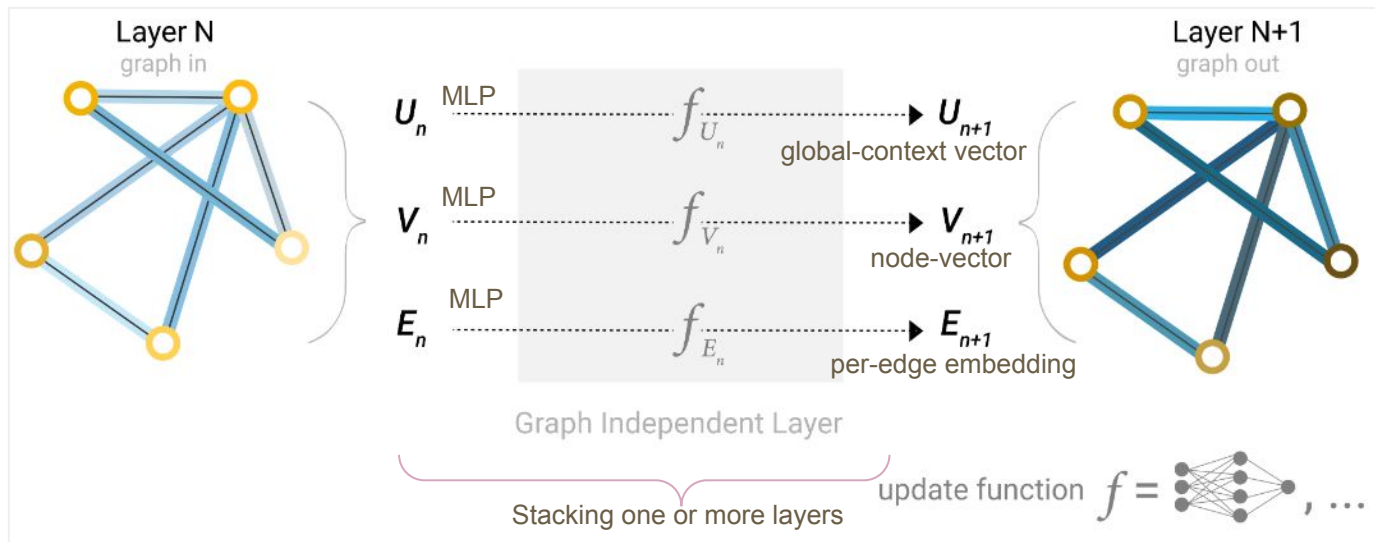 Layer N
graph in
Layer N+1
graph out
U_n MLP f_{U_n} U_{n+1}
global-context vector
V_n MLP f_{V_n} V_{n+1}
node-vector
E_n MLP f_{E_n} E_{n+1}
per-edge embedding
Graph Independent Layer
Stacking one or more layers
update function f = , ...